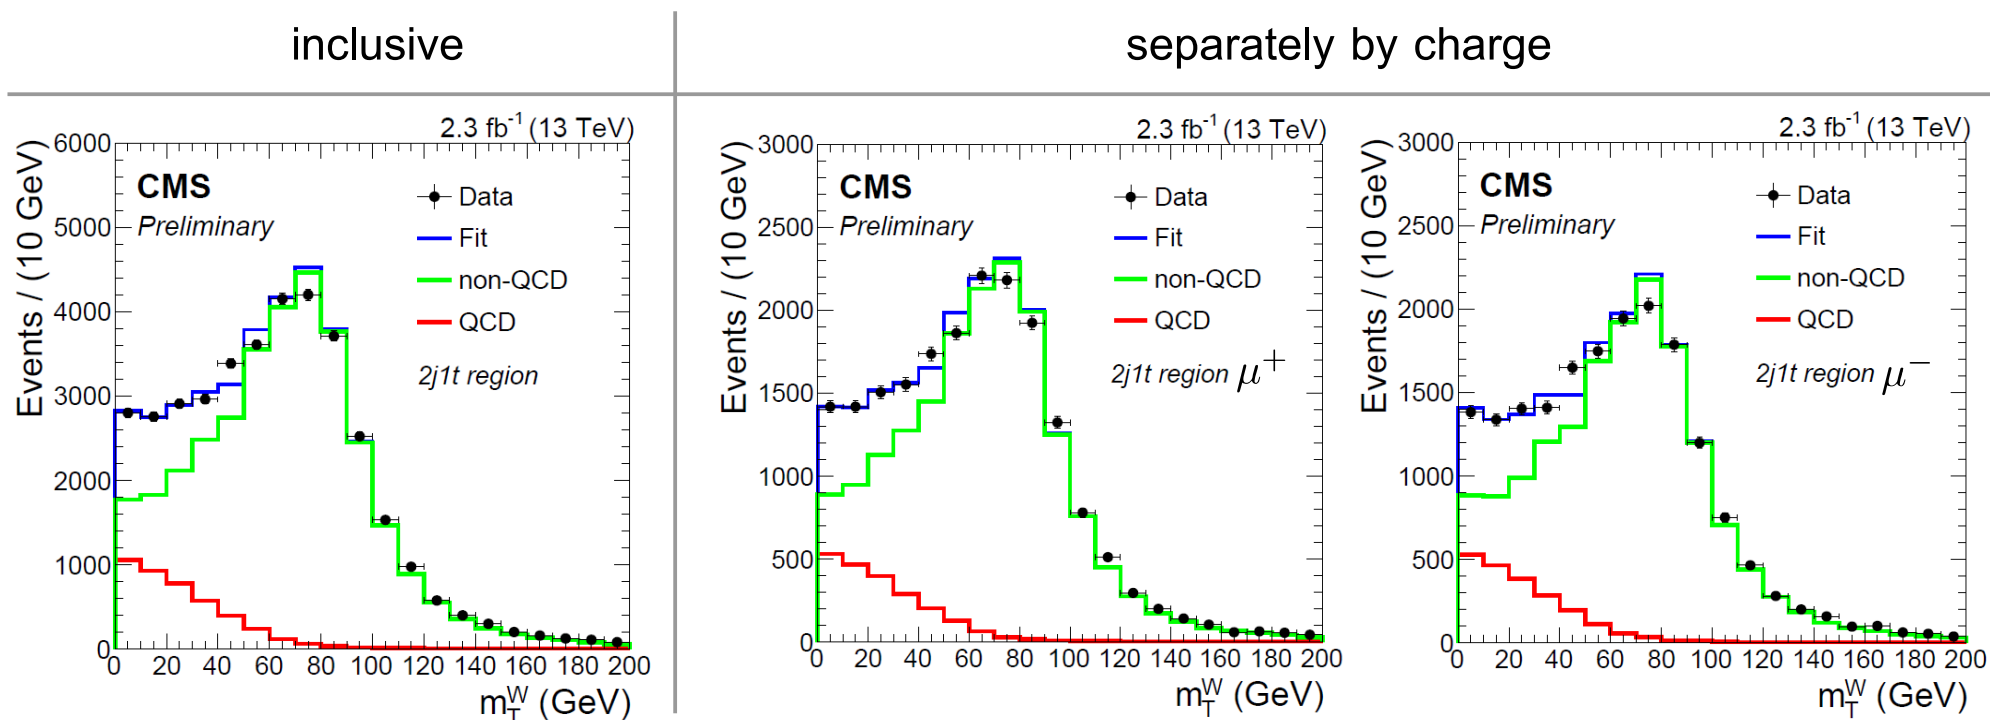 inclusive
separately by charge
2.3 fb⁻¹ (13 TeV)
CMS
Preliminary
Data
Fit
non-QCD
QCD
2j1t region
Events / (10 GeV)
6000
5000
4000
3000
2000
1000
0
0 20 40 60 80 100 120 140 160 180 200
m_T^W (GeV)
2.3 fb⁻¹ (13 TeV)
CMS
Preliminary
Data
Fit
non-QCD
QCD
2j1t region μ⁺
Events / (10 GeV)
3000
2500
2000
1500
1000
500
0
0 20 40 60 80 100 120 140 160 180 200
m_T^W (GeV)
2.3 fb⁻¹ (13 TeV)
CMS
Preliminary
Data
Fit
non-QCD
QCD
2j1t region μ⁻
Events / (10 GeV)
3000
2500
2000
1500
1000
500
0
0 20 40 60 80 100 120 140 160 180 200
m_T^W (GeV)